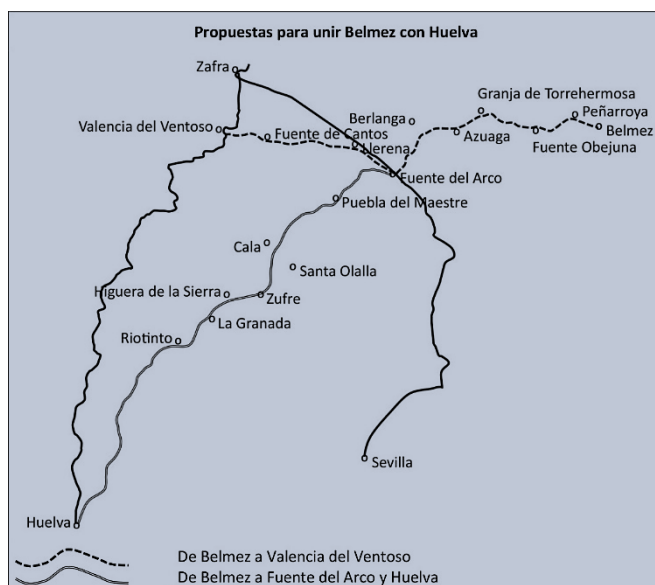 Propuestas para unir Belmez con Huelva
Zafra
Granja de Torrehermosa
Peñarroya
Berlanga
Valencia del Ventoso
Fuente de Cantos
Azuaga
Belmez
Llerena
Fuente Obejuna
Fuente del Arco
Puebla del Maestre
Cala
Santa Olalla
Higuera de la Sierra
Zufre
La Granada
Riotinto
Sevilla
Huelva
De Belmez a Valencia del Ventoso
De Belmez a Fuente del Arco y Huelva